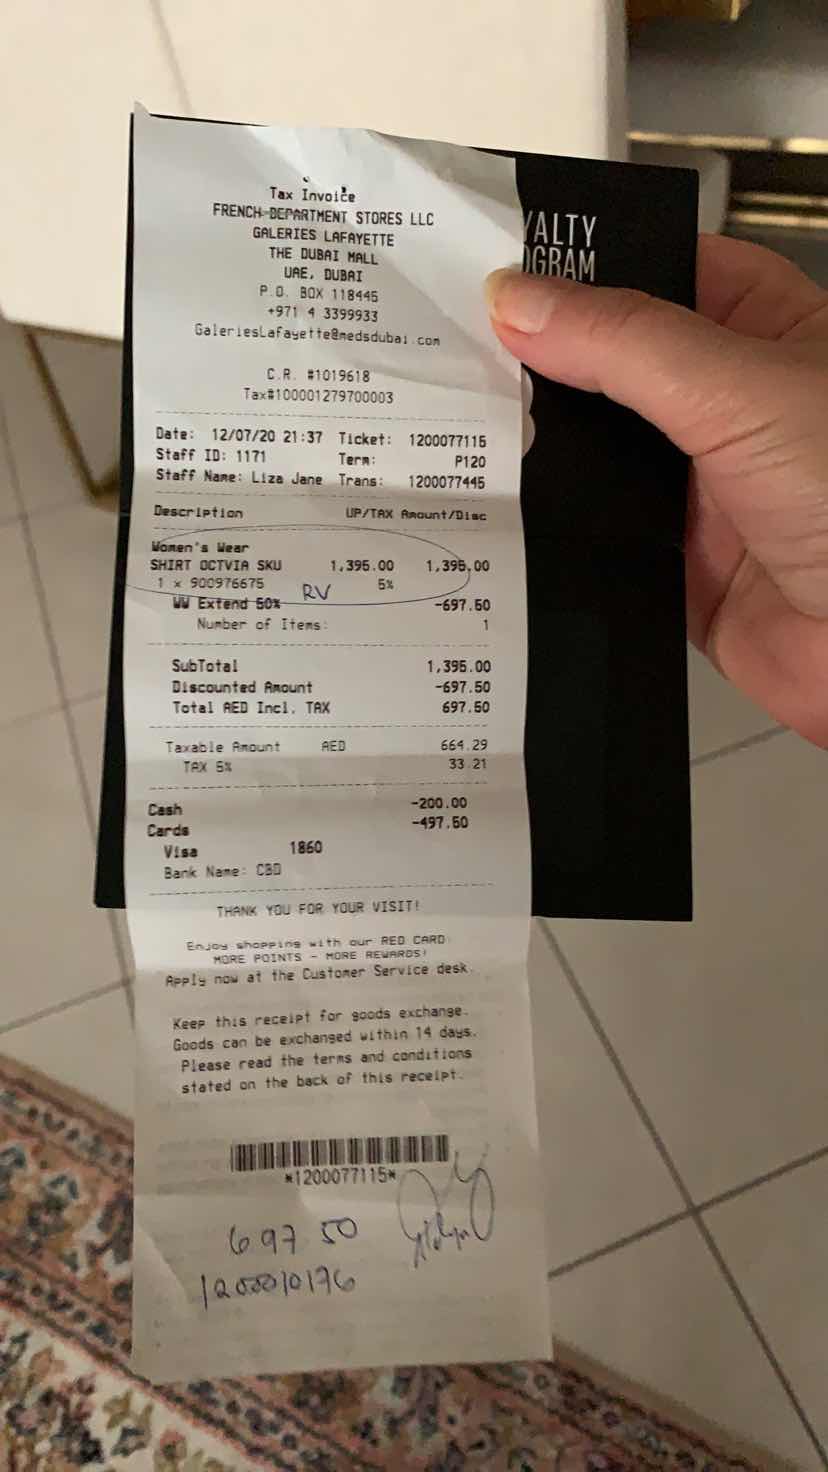 Tax Invoice
FRENCH DEPARTMENT STORES LLC
GALERIES LAFAYETTE
THE DUBAI MALL
UAE, DUBAI
P.O. BOX 118445
+971 4 3399933
GaleriesLafayette@medsdubai.com
C.R. #1019618
Tax#100001279700003
Date: 12/07/20 21:37 Ticket: 1200077115
Staff ID: 1171 Term: P120
Staff Name: Liza Jane Trans: 1200077445
Description UP/TAX Amount/Disc
Women's Wear
SHIRT OCTVIA SKU 1,395.00 1,395.00
1 x 900976675 5%
RV
WW Extend 50% -697.50
Number of Items: 1
SubTotal 1,395.00
Discounted Amount -697.50
Total AED Incl. TAX 697.50
Taxable Amount AED 664.29
TAX 5% 33.21
Cash -200.00
Cards -497.50
Visa 1860
Bank Name: CBD
THANK YOU FOR YOUR VISIT!
Enjoy shopping with our RED CARD
MORE POINTS - MORE REWARDS!
Apply now at the Customer Service desk.
Keep this receipt for goods exchange.
Goods can be exchanged within 14 days.
Please read the terms and conditions
stated on the back of this receipt.
*1200077115*
697 50
1200010176
YALTY
OGRAM